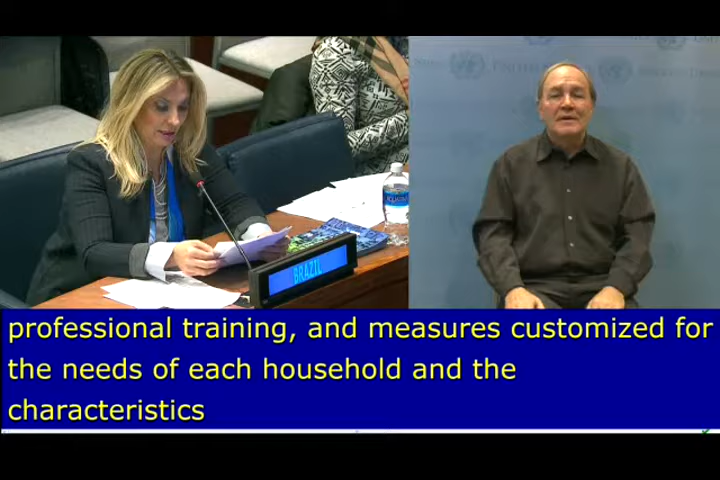 BRAZIL
professional training, and measures customized for
the needs of each household and the
characteristics